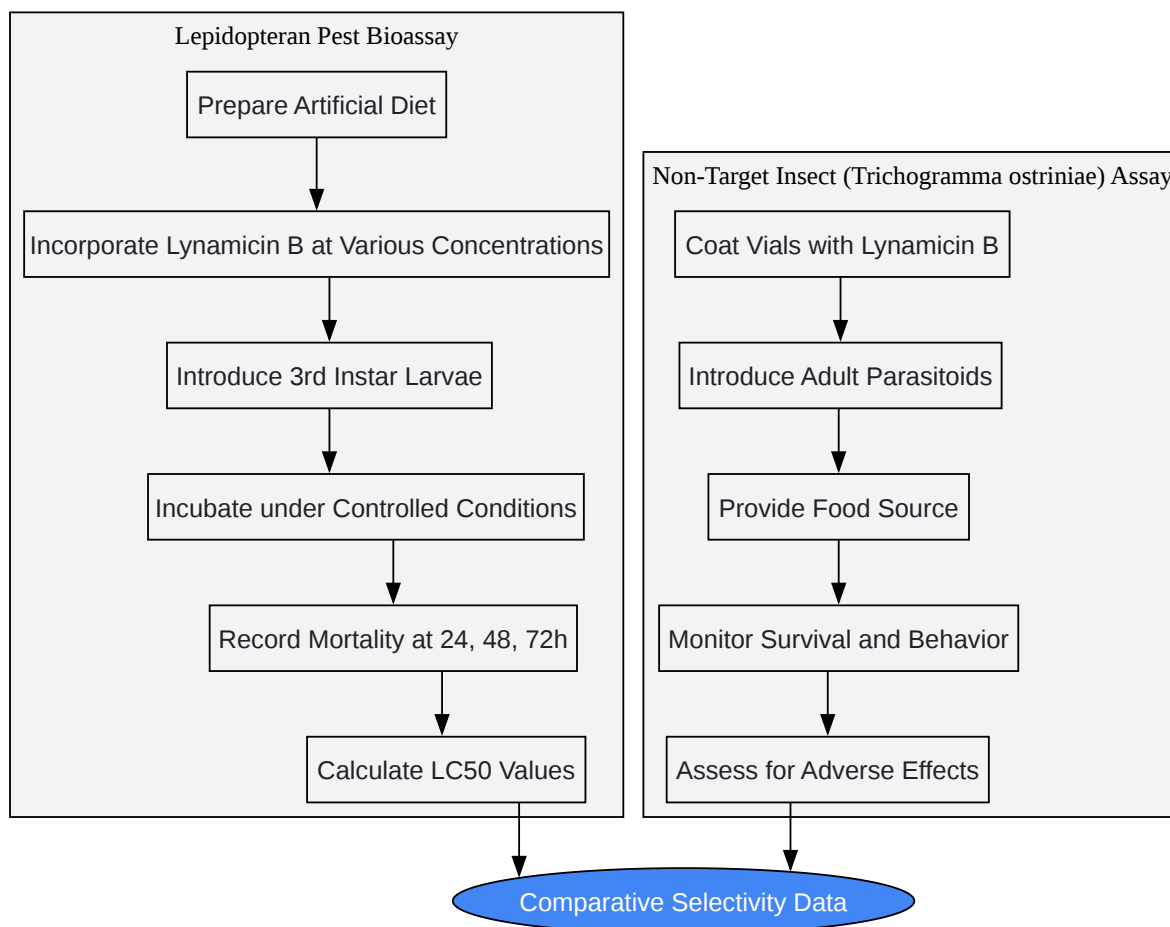 Lepidopteran Pest Bioassay
Prepare Artificial Diet
Incorporate Lynamicin B at Various Concentrations
Introduce 3rd Instar Larvae
Incubate under Controlled Conditions
Record Mortality at 24, 48, 72h
Calculate LC50 Values
Non-Target Insect (Trichogramma ostriniae) Assay
Coat Vials with Lynamicin B
Introduce Adult Parasitoids
Provide Food Source
Monitor Survival and Behavior
Assess for Adverse Effects
Comparative Selectivity Data